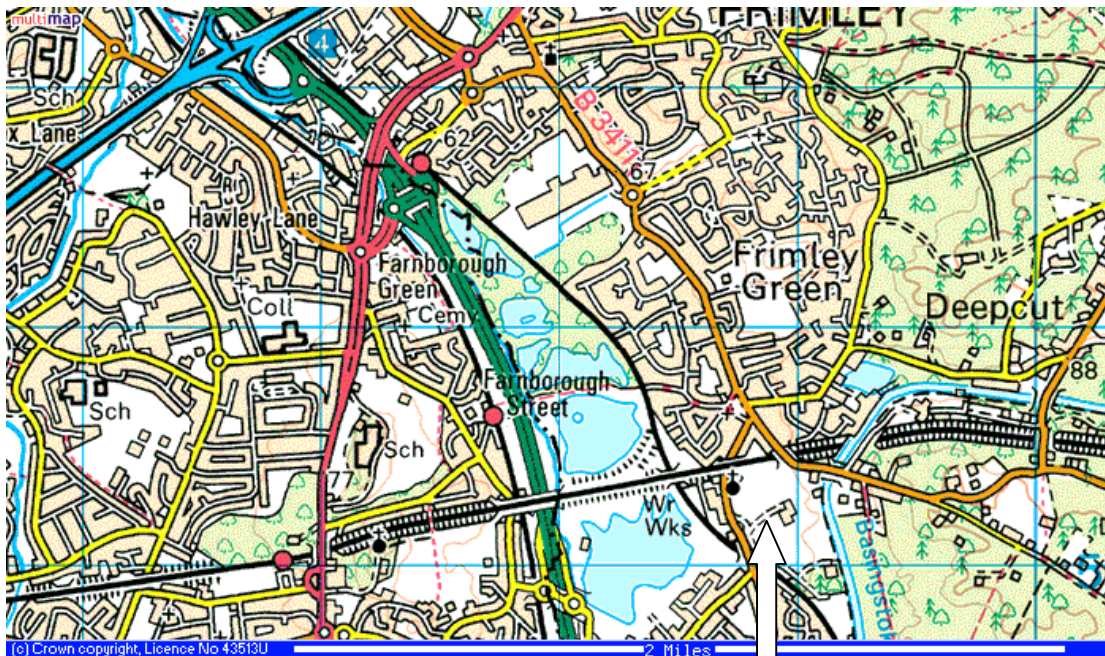 multimap
FRIMLEY
4
Sch
x Lane
B 3411
62
67
Hawley Lane
Farnborough
Green
Frimley
Green
Coll
Cemy
Deepcut
Farnborough
Street
88
Sch
Sch
77
Wr
Wks
Basingstok
D
(c) Crown copyright, Licence No 43513U
2 Miles